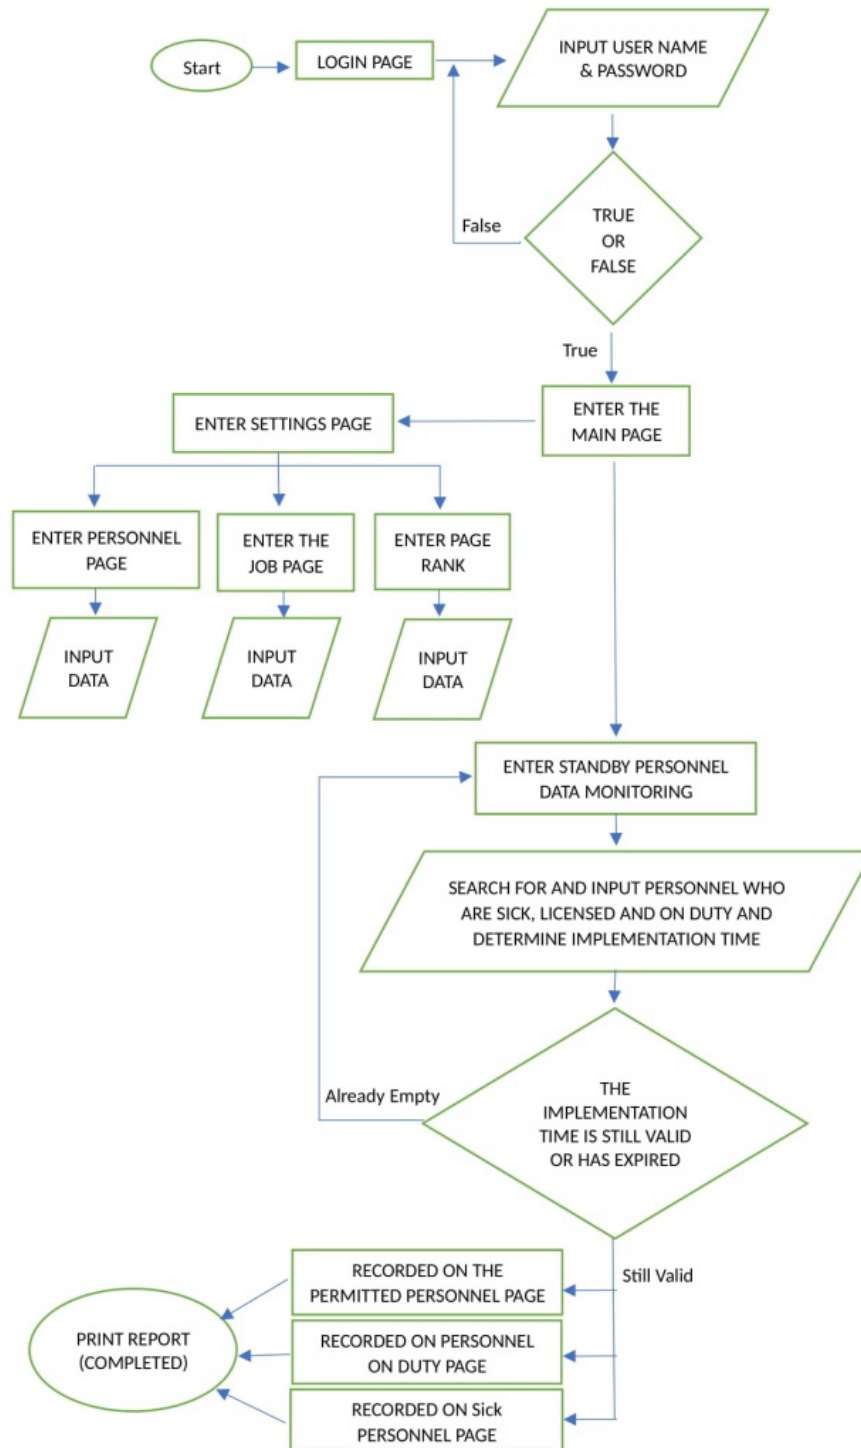 Start
LOGIN PAGE
INPUT USER NAME
& PASSWORD
TRUE
OR
FALSE
False
True
ENTER THE
MAIN PAGE
ENTER SETTINGS PAGE
ENTER PERSONNEL
PAGE
ENTER THE
JOB PAGE
ENTER PAGE
RANK
INPUT
DATA
INPUT
DATA
INPUT
DATA
ENTER STANDBY PERSONNEL
DATA MONITORING
SEARCH FOR AND INPUT PERSONNEL WHO
ARE SICK, LICENSED AND ON DUTY AND
DETERMINE IMPLEMENTATION TIME
THE
IMPLEMENTATION
TIME IS STILL VALID
OR HAS EXPIRED
Already Empty
Still Valid
RECORDED ON THE
PERMITTED PERSONNEL PAGE
RECORDED ON PERSONNEL
ON DUTY PAGE
RECORDED ON Sick
PERSONNEL PAGE
PRINT REPORT
(COMPLETED)